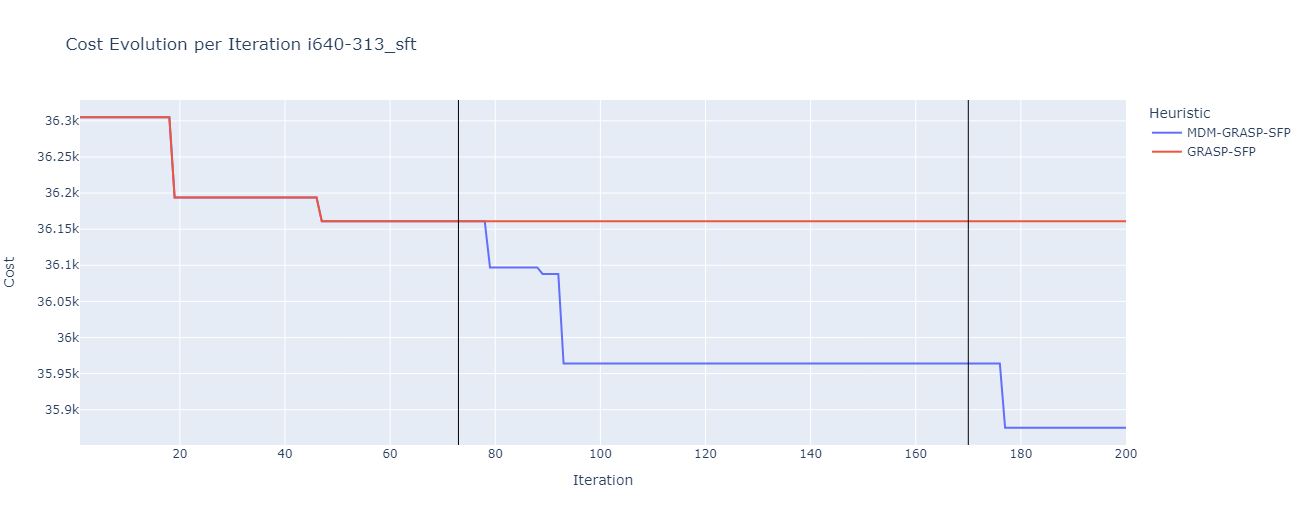 Cost Evolution per Iteration i640-313_sft
Heuristic
MDM-GRASP-SFP
GRASP-SFP
36.3k
36.25k
36.2k
36.15k
36.1k
36.05k
36k
35.95k
35.9k
Cost
20 40 60 80 100 120 140 160 180 200
Iteration